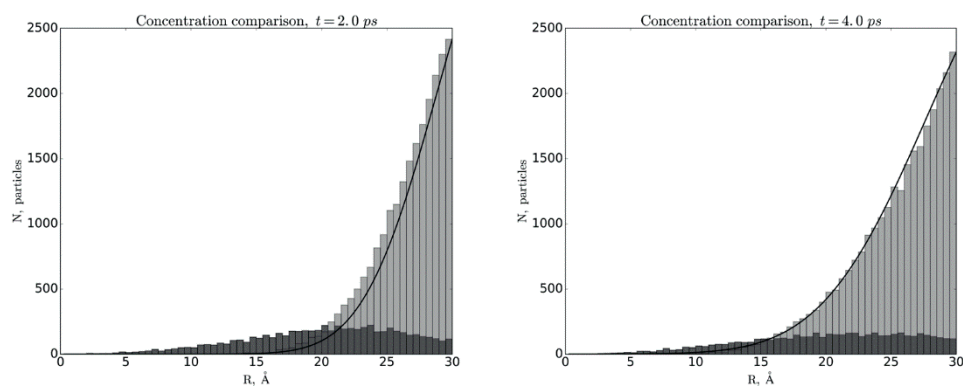 Concentration comparison, t = 2.0 ps
2500
2000
1500
1000
500
0
0 5 10 15 20 25 30
N, particles
R, Å
Concentration comparison, t = 4.0 ps
2500
2000
1500
1000
500
0
0 5 10 15 20 25 30
N, particles
R, Å